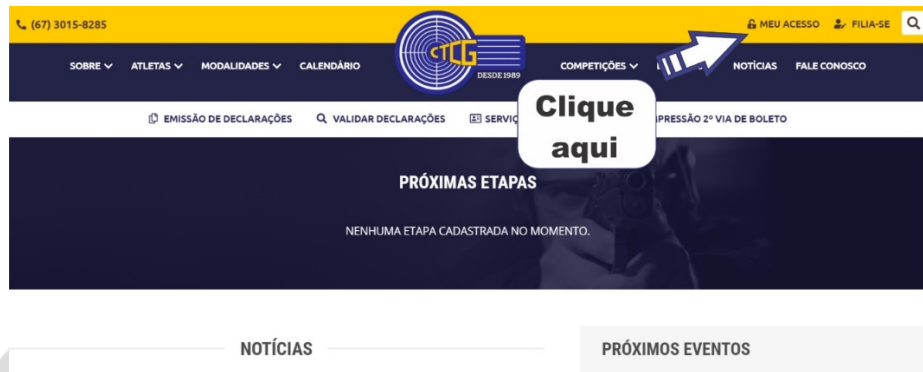 (67) 3015-8285
MEU ACESSO
FILIA-SE
SOBRE
ATLETAS
MODALIDADES
CALENDÁRIO
CTCG
DESDE 1989
COMPETIÇÕES
NOTÍCIAS
FALE CONOSCO
EMISSÃO DE DECLARAÇÕES
VALIDAR DECLARAÇÕES
VIA DE BOLETO
Clique
aqui
PRÓXIMAS ETAPAS
NENHUMA ETAPA CADASTRADA NO MOMENTO.
NOTÍCIAS
PRÓXIMOS EVENTOS